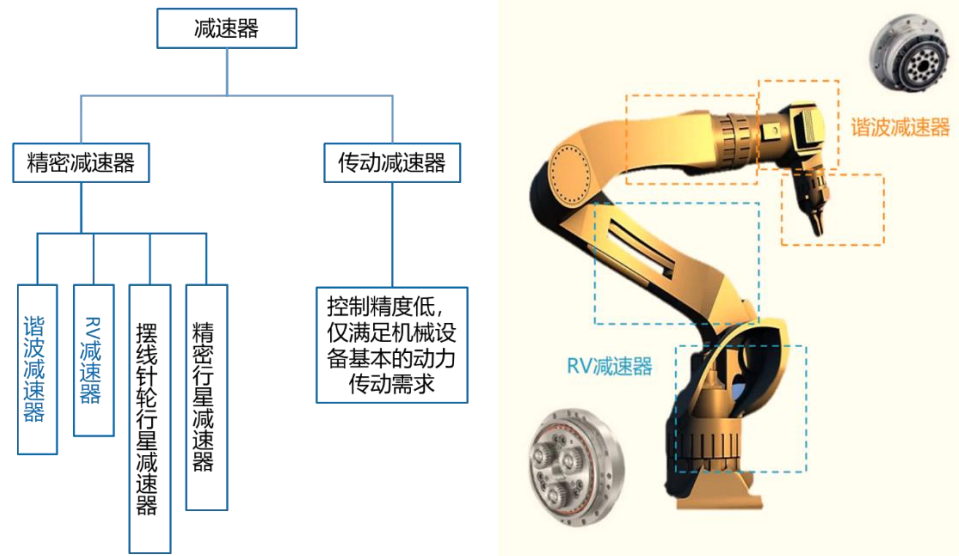 减速器
精密减速器
传动减速器
谐波减速器
RV减速器
摆线针轮行星减速器
精密行星减速器
控制精度低，
仅满足机械设
备基本的动力
传动需求
谐波减速器
RV减速器